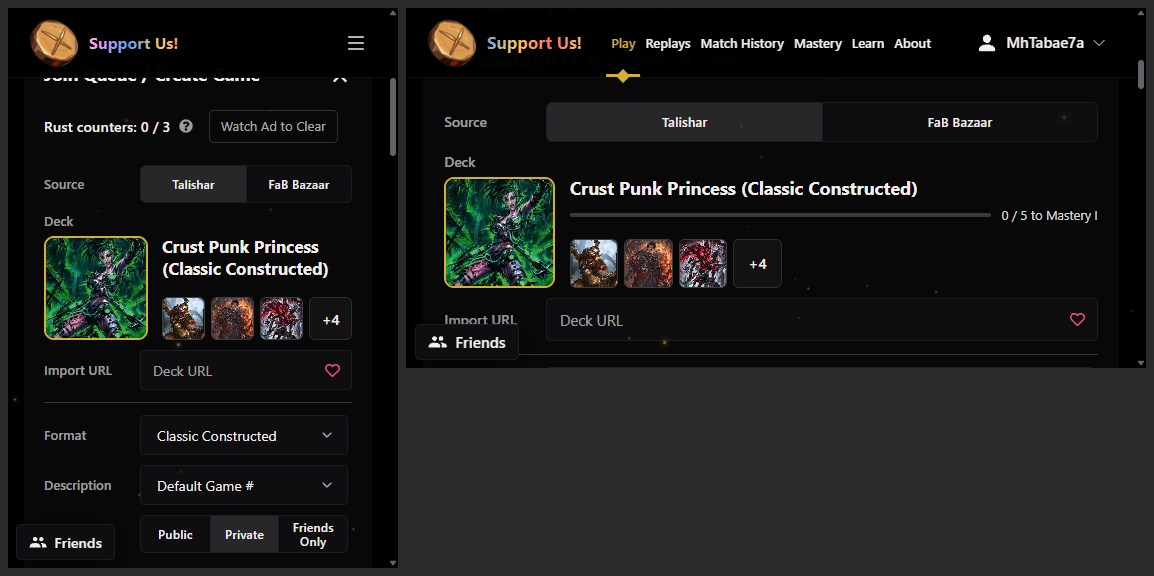 Support Us!
Join Queue / Create Game
Rust counters: 0 / 3 ?
Watch Ad to Clear
Source
Talishar
FaB Bazaar
Deck
Crust Punk Princess
(Classic Constructed)
+4
Import URL
Deck URL
Format
Classic Constructed
Description
Default Game #
Public
Private
Friends
Only
Friends
Support Us!
Play
Replays
Match History
Mastery
Learn
About
MhTabae7a
Source
Talishar
FaB Bazaar
Deck
Crust Punk Princess (Classic Constructed)
0 / 5 to Mastery I
+4
Import URL
Deck URL
Friends